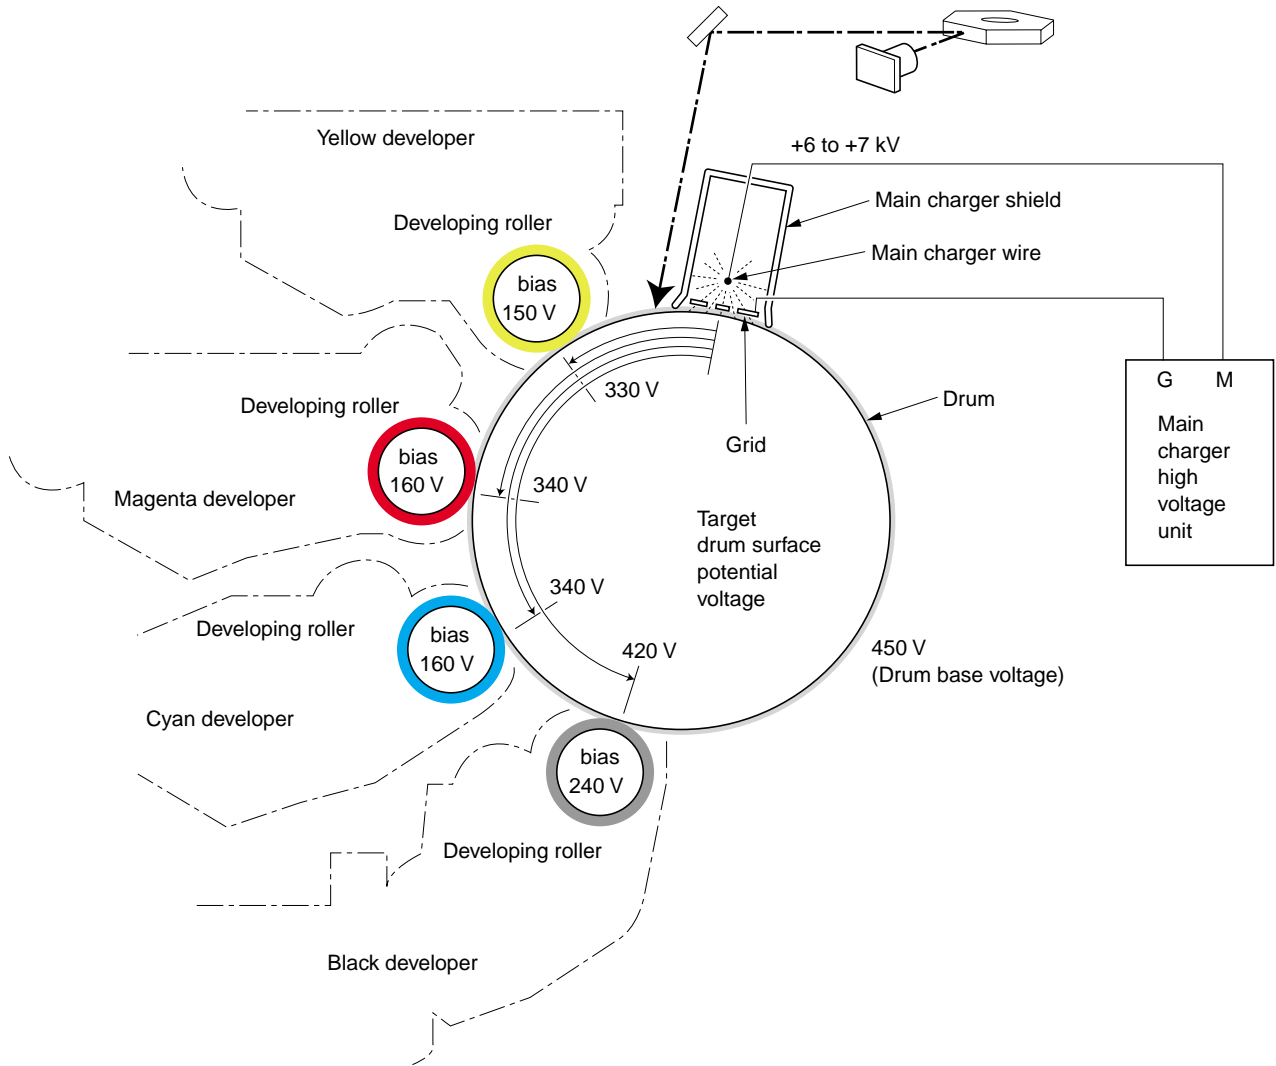 Yellow developer
+6 to +7 kV
Main charger shield
Developing roller
Main charger wire
bias
150 V
G M
330 V
Drum
Developing roller
Grid
Main
charger
high
voltage
unit
bias
160 V
340 V
Magenta developer
Target
drum surface
potential
voltage
340 V
Developing roller
bias
160 V
420 V
450 V
(Drum base voltage)
Cyan developer
bias
240 V
Developing roller
Black developer